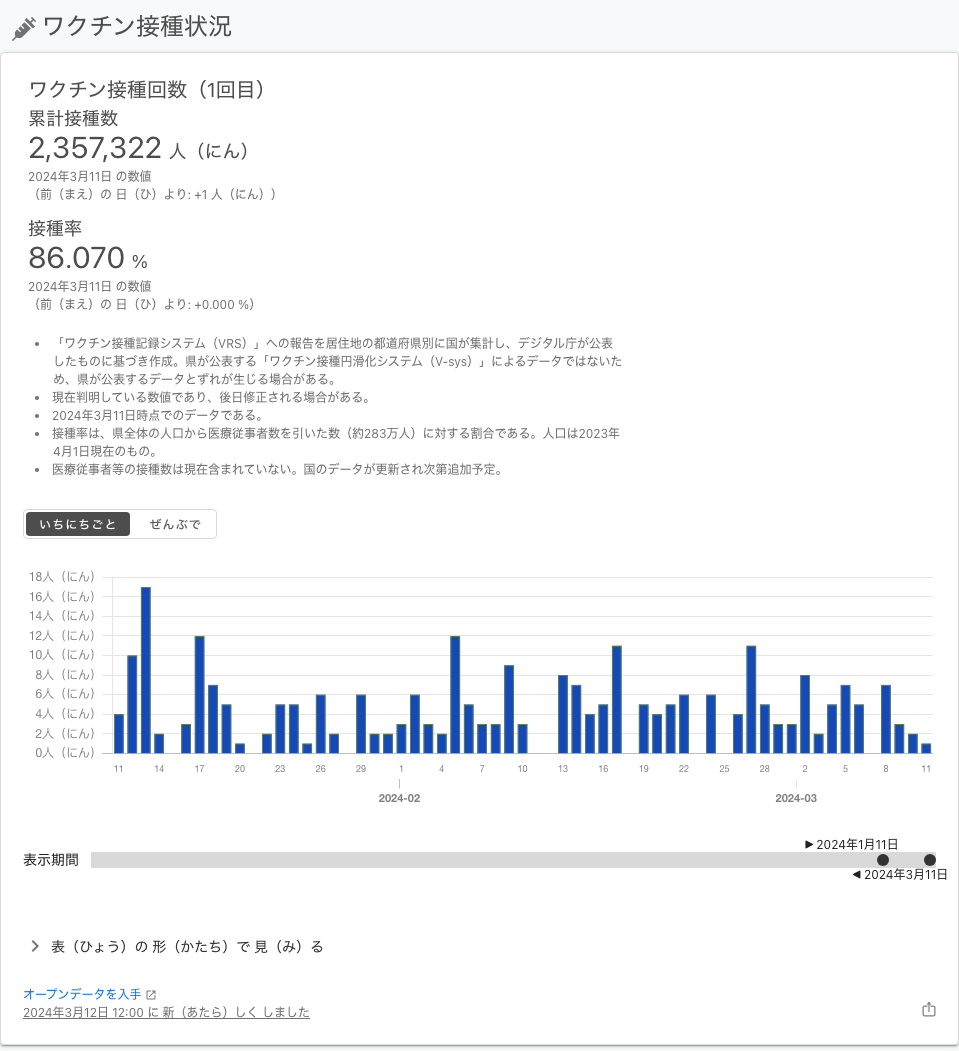 ワクチン接種状況
ワクチン接種回数（1回目）
累計接種数
2,357,322 人（にん）
2024年3月11日 の数値
（前（まえ）の 日（ひ）より: +1 人（にん））
接種率
86.070 %
2024年3月11日 の数値
（前（まえ）の 日（ひ）より: +0.000 %）
• 「ワクチン接種記録システム（VRS）」への報告を居住地の都道府県別に国が集計し、デジタル庁が公表
したものに基づき作成。県が公表する「ワクチン接種円滑化システム（V-sys）」によるデータではないた
め、県が公表するデータとずれが生じる場合がある。
• 現在判明している数値であり、後日修正される場合がある。
• 2024年3月11日時点でのデータである。
• 接種率は、県全体の人口から医療従事者数を引いた数（約283万人）に対する割合である。人口は2023年
4月1日現在のもの。
• 医療従事者等の接種数は現在含まれていない。国のデータが更新され次第追加予定。
いちにちごと ぜんぶで
18人（にん）
16人（にん）
14人（にん）
12人（にん）
10人（にん）
8人（にん）
6人（にん）
4人（にん）
2人（にん）
0人（にん）
11 14 17 20 23 26 29 1 4 7 10 13 16 19 22 25 28 2 5 8 11
2024-02 2024-03
▶ 2024年1月11日
表示期間
◀ 2024年3月11日
表（ひょう）の 形（かたち）で 見（み）る
オープンデータを入手
2024年3月12日 12:00 に 新（あたら）しく しました